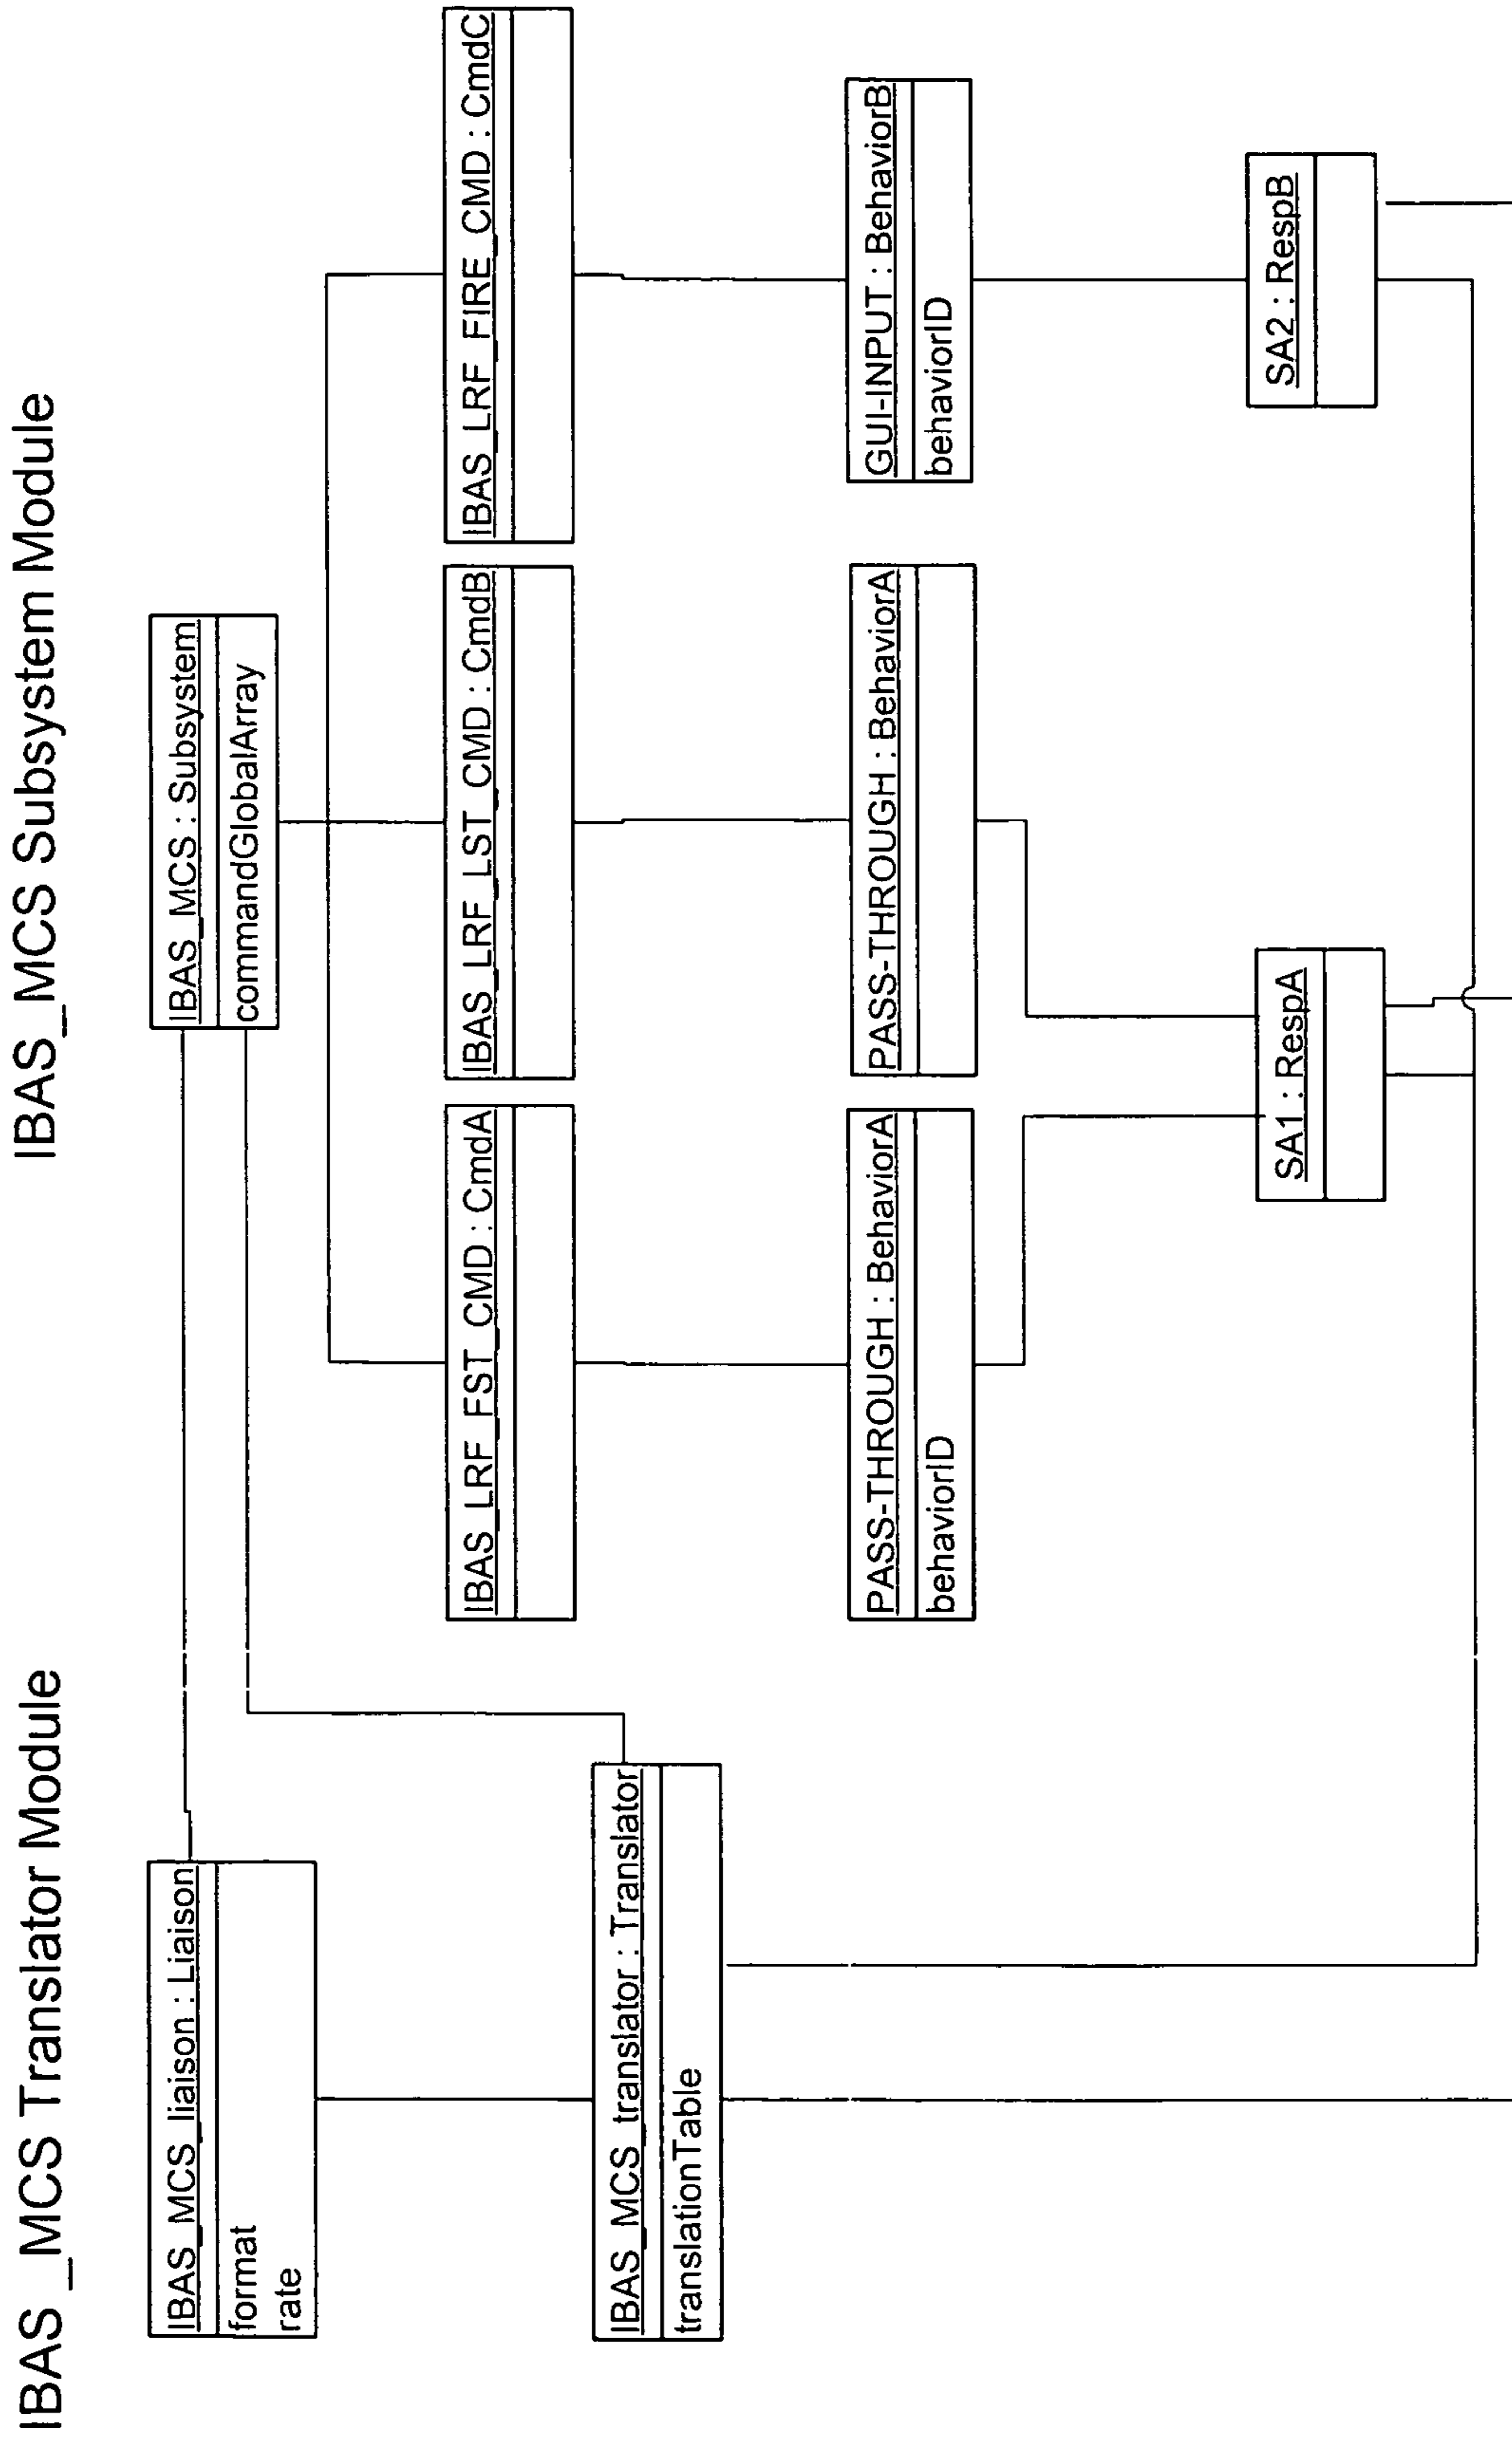 IBAS_MCS Translator Module
IBAS_MCS Subsystem Module
IBAS_MCS_liaison : Liaison
format
rate
IBAS_MCS : Subsystem
commandGlobalArray
IBAS_LRF_FST_CMD : CmdA
IBAS_LRF_LST_CMD : CmdB
IBAS_LRF_FIRE_CMD : CmdC
IBAS_MCS_translator : Translator
translationTable
PASS-THROUGH : BehaviorA
behaviorID
PASS-THROUGH : BehaviorA
GUI-INPUT : BehaviorB
behaviorID
SA1 : RespA
SA2 : RespB